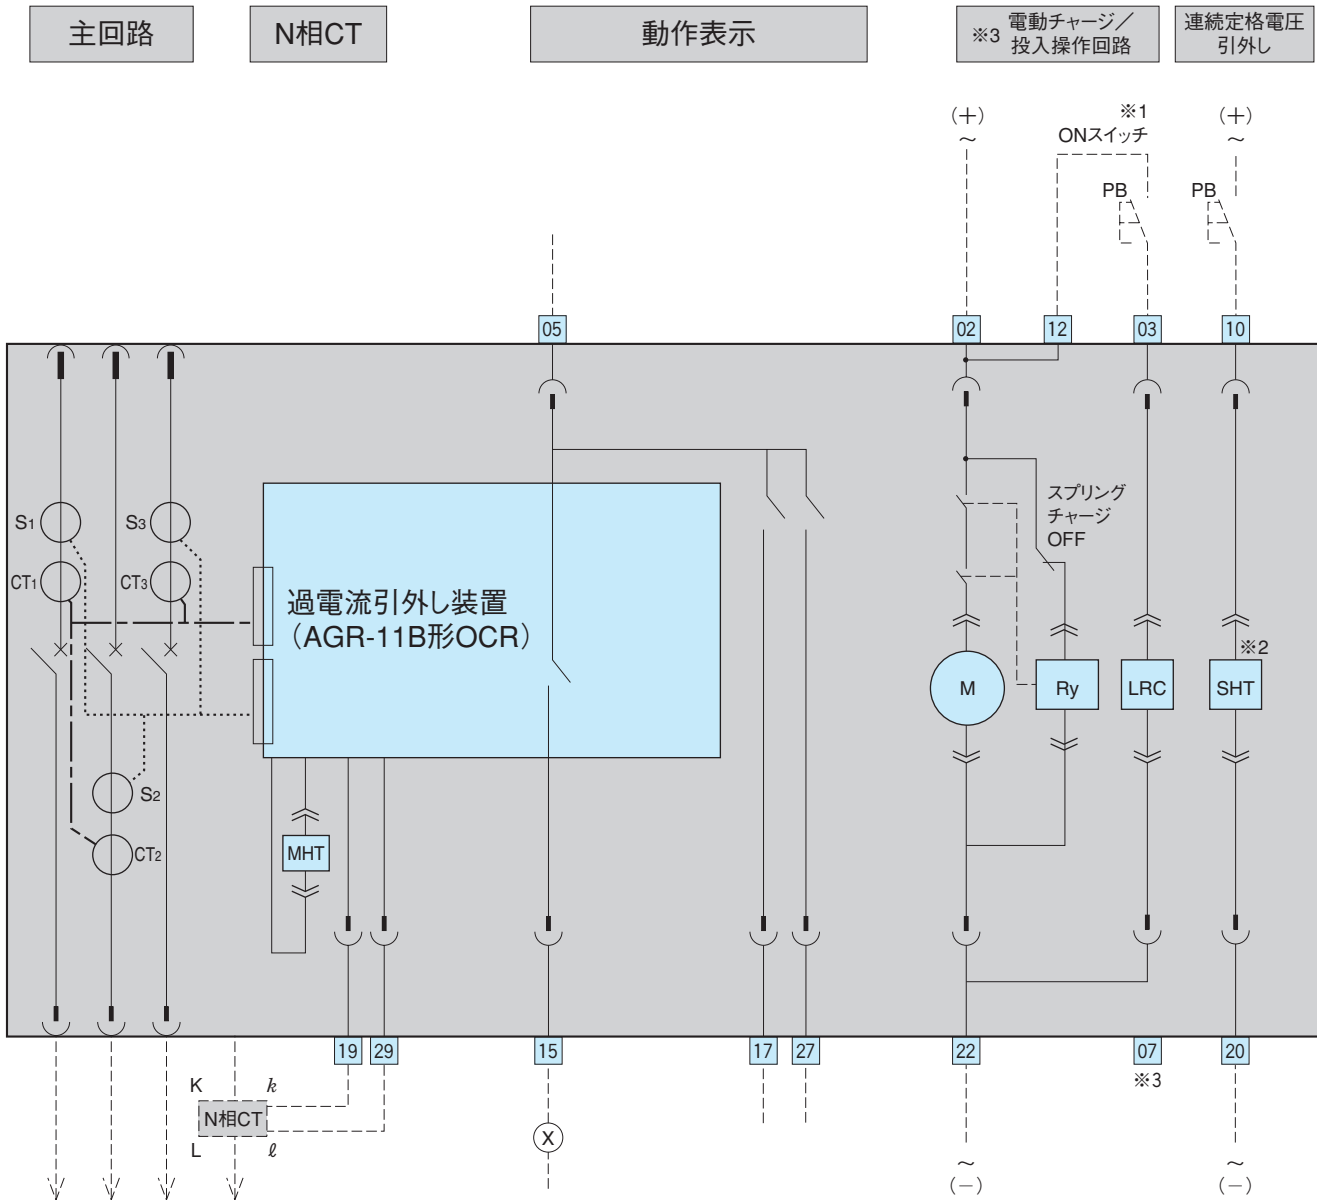 主回路
N相CT
動作表示
※3 電動チャージ／
投入操作回路
連続定格電圧
引外し
(＋)
～
※1
ONスイッチ
(＋)
～
PB
PB
05
02
12
03
10
S1
S3
CT1
CT3
過電流引外し装置
（AGR-11B形OCR）
スプリング
チャージ
OFF
※2
M
Ry
LRC
SHT
S2
CT2
MHT
19
29
15
17
27
22
07
20
※3
K
k
N相CT
L
ℓ
X
～
(−)
～
(−)